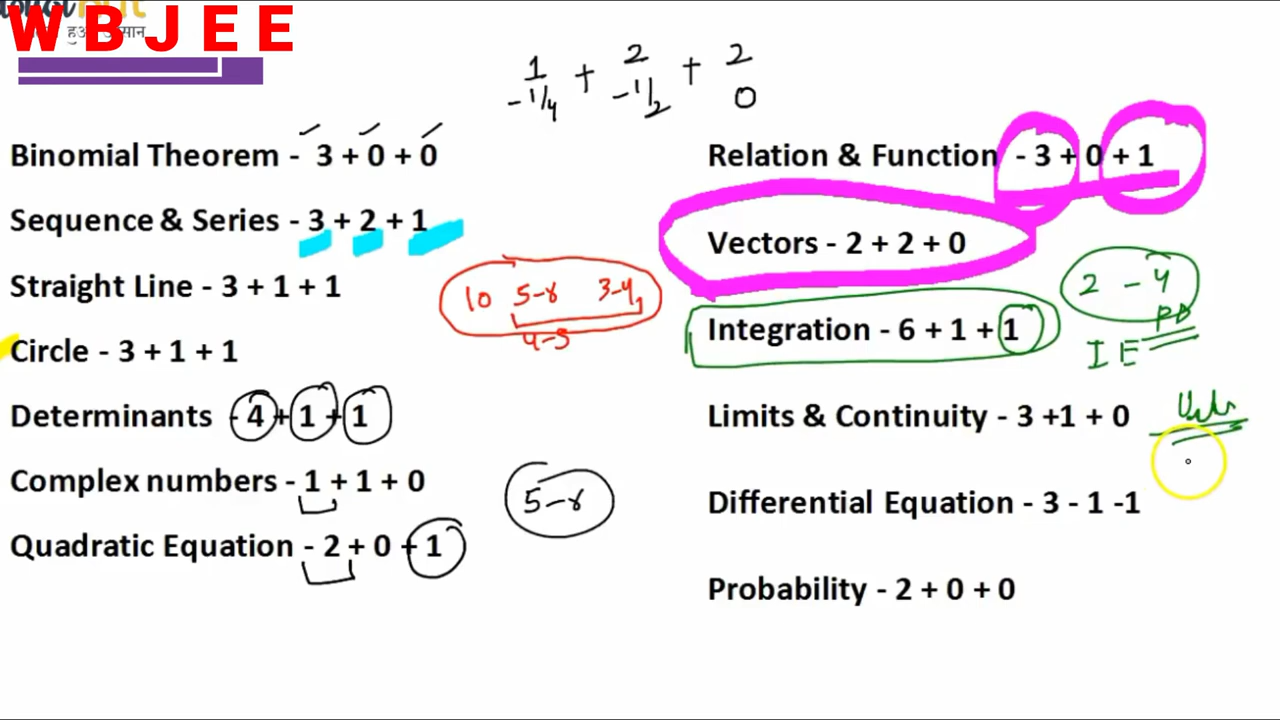 WBJEE
1 + 2 + 2
-1/4 -1/2 0
Binomial Theorem - 3 + 0 + 0
Sequence & Series - 3 + 2 + 1
Straight Line - 3 + 1 + 1
Circle - 3 + 1 + 1
Determinants - 4 + 1 + 1
Complex numbers - 1 + 1 + 0
Quadratic Equation - 2 + 0 + 1
10 5-8 3-4
4-5
5-8
Relation & Function - 3 + 0 + 1
Vectors - 2 + 2 + 0
Integration - 6 + 1 + 1
2 - 4
I E
Limits & Continuity - 3 +1 + 0
Differential Equation - 3 - 1 -1
Probability - 2 + 0 + 0